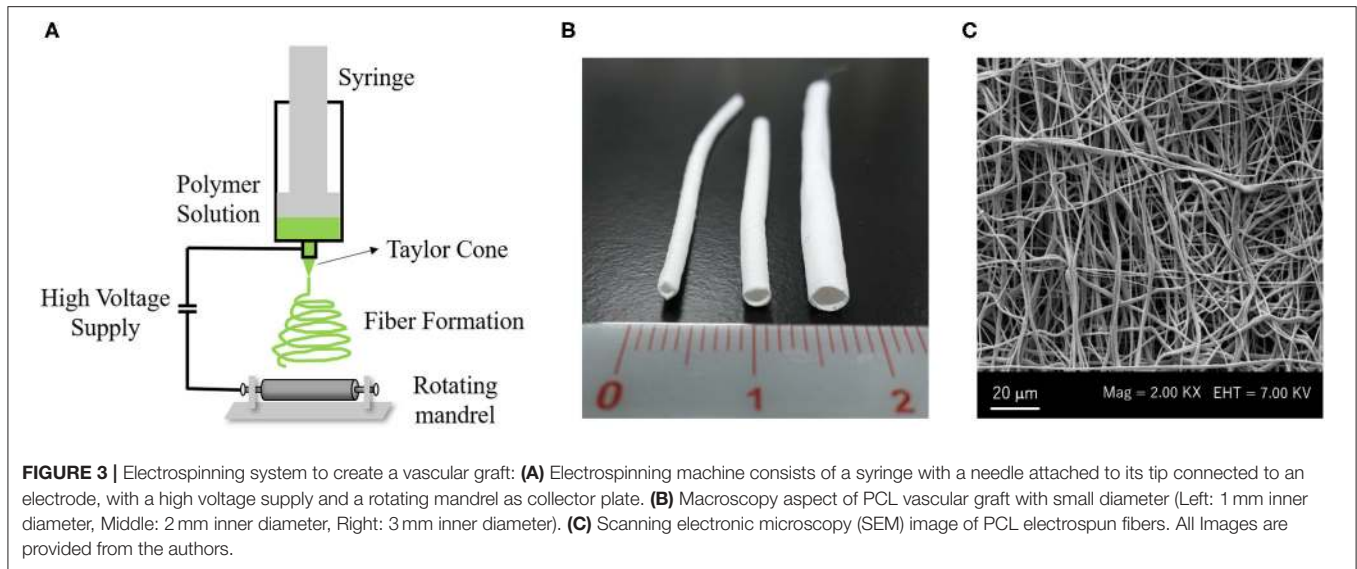 A
Syringe
Polymer
Solution
Taylor Cone
High Voltage
Supply
Fiber Formation
Rotating
mandrel
B
0 1 2
C
20 µm Mag = 2.00 KX EHT = 7.00 KV
FIGURE 3 | Electrospinning system to create a vascular graft: (A) Electrospinning machine consists of a syringe with a needle attached to its tip connected to an
electrode, with a high voltage supply and a rotating mandrel as collector plate. (B) Macroscopy aspect of PCL vascular graft with small diameter (Left: 1 mm inner
diameter, Middle: 2 mm inner diameter, Right: 3 mm inner diameter). (C) Scanning electronic microscopy (SEM) image of PCL electrospun fibers. All Images are
provided from the authors.